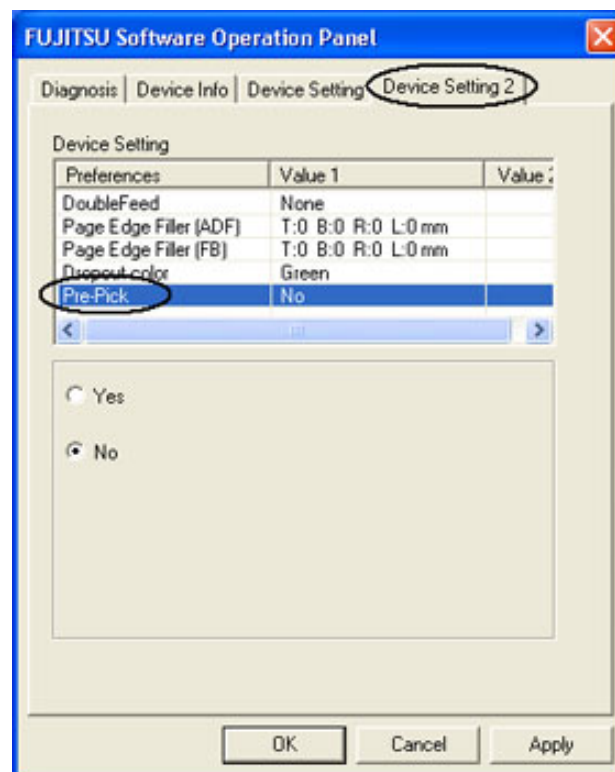 FUJITSU Software Operation Panel
Diagnosis Device Info Device Setting Device Setting 2
Device Setting
Preferences Value 1 Value 2
DoubleFeed None
Page Edge Filler (ADF) T:0 B:0 R:0 L:0 mm
Page Edge Filler (FB) T:0 B:0 R:0 L:0 mm
Dropout color Green
Pre-Pick No
Yes
No
OK Cancel Apply